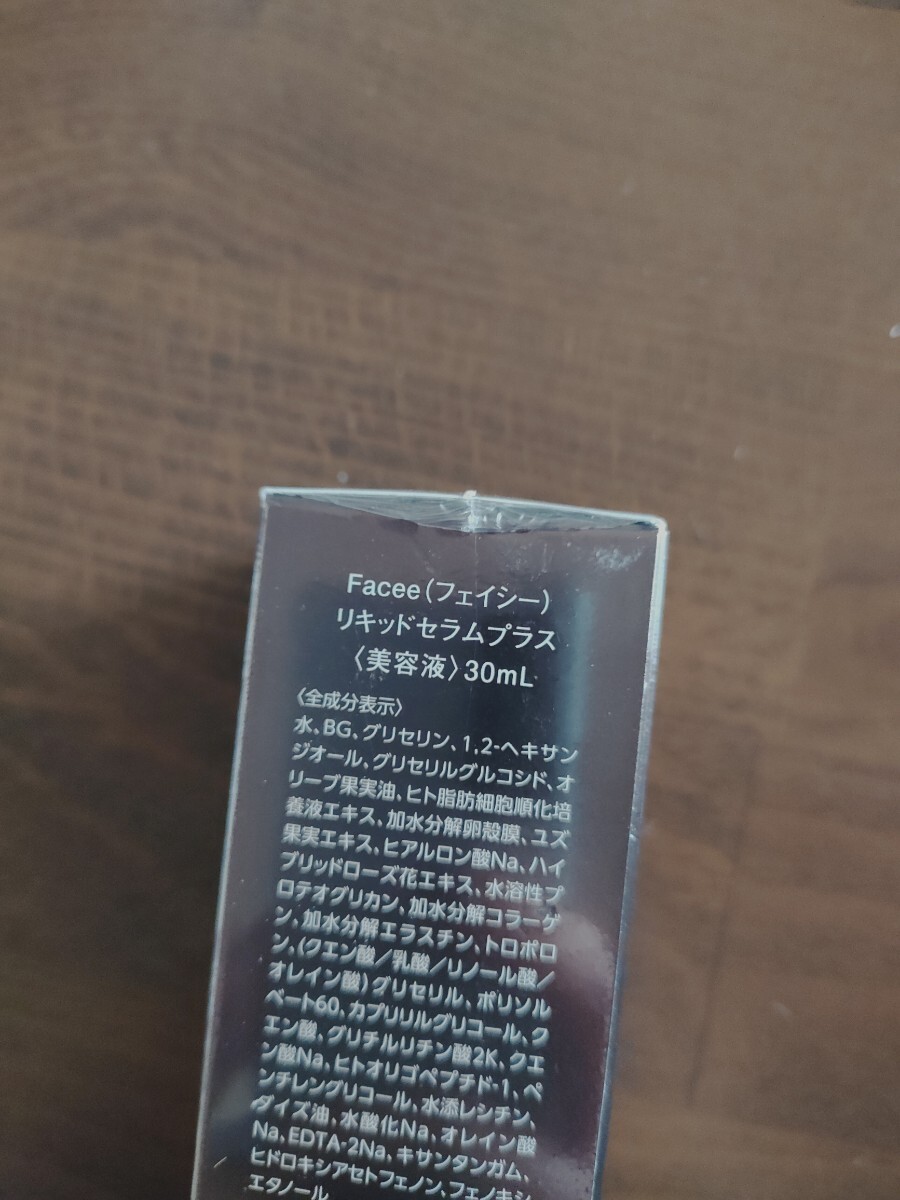 Facee(フェイシー)
リキッドセラムプラス
〈美容液〉30mL
〈全成分表示〉
水、BG、グリセリン、1,2-ヘキサン
ジオール、グリセリルグルコシド、オ
リーブ果実油、ヒト脂肪細胞順化培
養液エキス、加水分解卵殻膜、ユズ
果実エキス、ヒアルロン酸Na、ハイ
ブリッドローズ花エキス、水溶性プ
ロテオグリカン、加水分解コラーゲ
ン、加水分解エラスチン、トロポロ
ン、(クエン酸/乳酸/リノール酸/
オレイン酸)グリセリル、ポリソル
ベート60、カプリリルグリコール、ク
エン酸、グリチルリチン酸2K、クエ
ン酸Na、ヒトオリゴペプチド-1、ペ
ンチレングリコール、水添レシチン、
ダイズ油、水酸化Na、オレイン酸
Na、EDTA-2Na、キサンタンガム、
ヒドロキシアセトフェノン、フェノキシ
エタノール